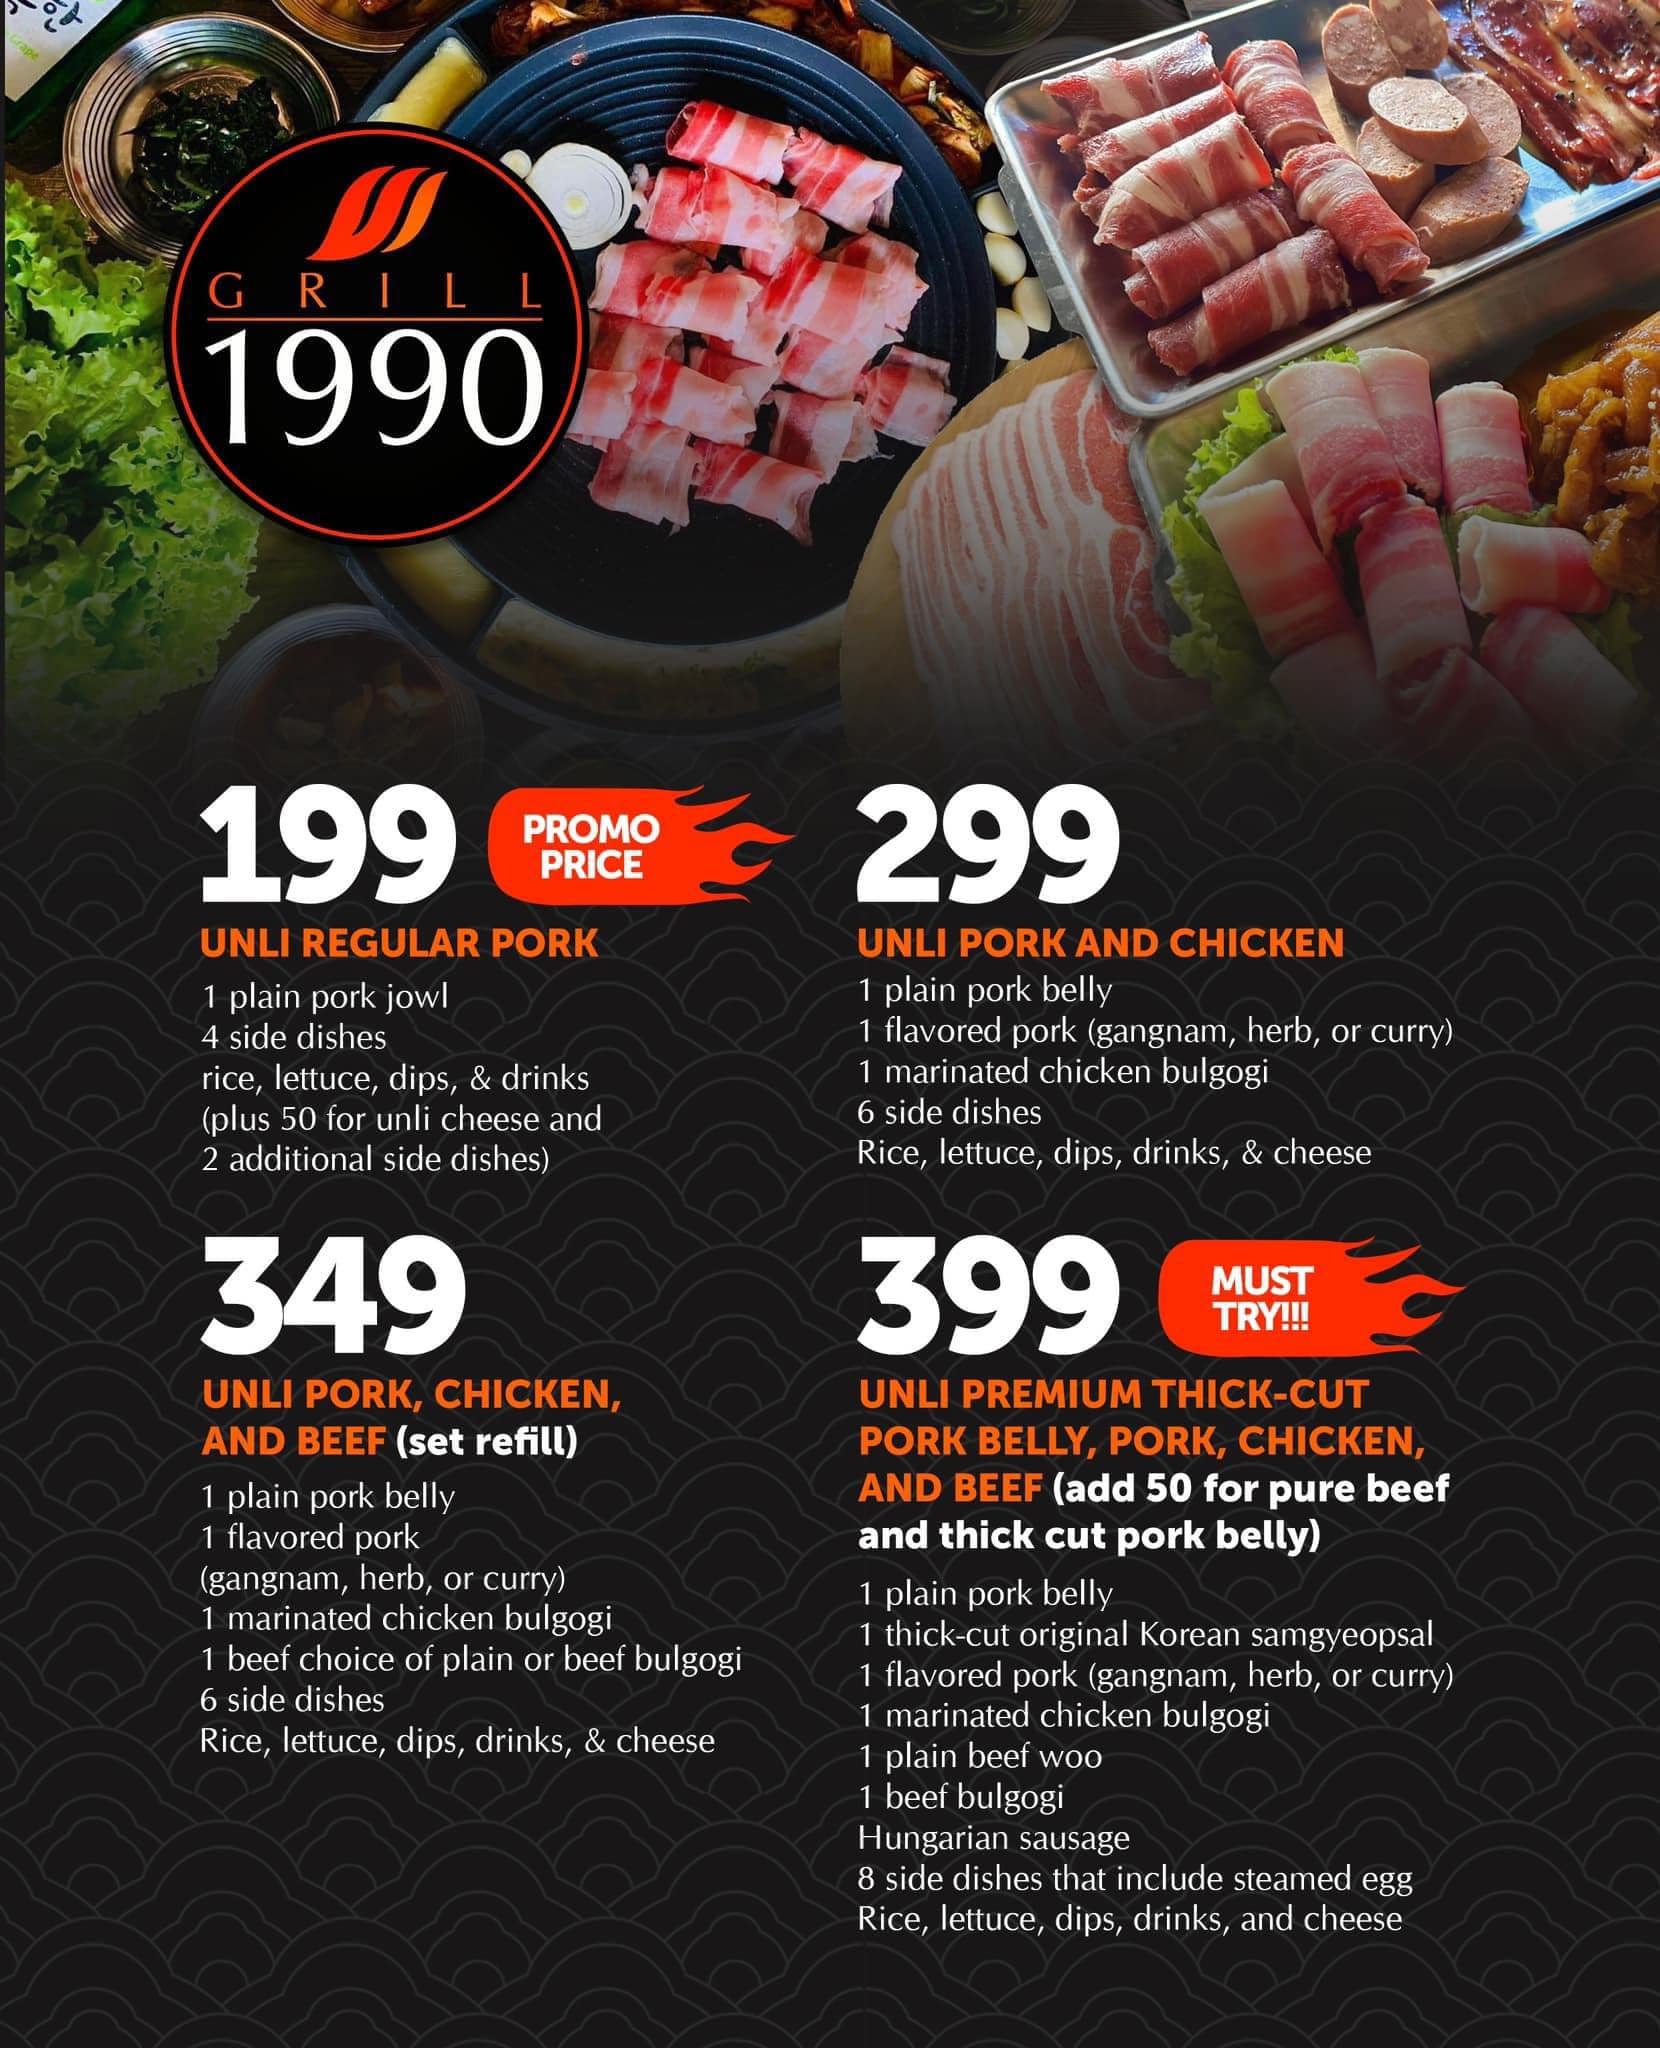 GRILL
1990
199
PROMO
PRICE
UNLI REGULAR PORK
1 plain pork jowl
4 side dishes
rice, lettuce, dips, & drinks
(plus 50 for unli cheese and
2 additional side dishes)
299
UNLI PORK AND CHICKEN
1 plain pork belly
1 flavored pork (gangnam, herb, or curry)
1 marinated chicken bulgogi
6 side dishes
Rice, lettuce, dips, drinks, & cheese
349
UNLI PORK, CHICKEN,
AND BEEF (set refill)
1 plain pork belly
1 flavored pork
(gangnam, herb, or curry)
1 marinated chicken bulgogi
1 beef choice of plain or beef bulgogi
6 side dishes
Rice, lettuce, dips, drinks, & cheese
399
MUST
TRY!!!
UNLI PREMIUM THICK-CUT
PORK BELLY, PORK, CHICKEN,
AND BEEF (add 50 for pure beef
and thick cut pork belly)
1 plain pork belly
1 thick-cut original Korean samgyeopsal
1 flavored pork (gangnam, herb, or curry)
1 marinated chicken bulgogi
1 plain beef woo
1 beef bulgogi
Hungarian sausage
8 side dishes that include steamed egg
Rice, lettuce, dips, drinks, and cheese